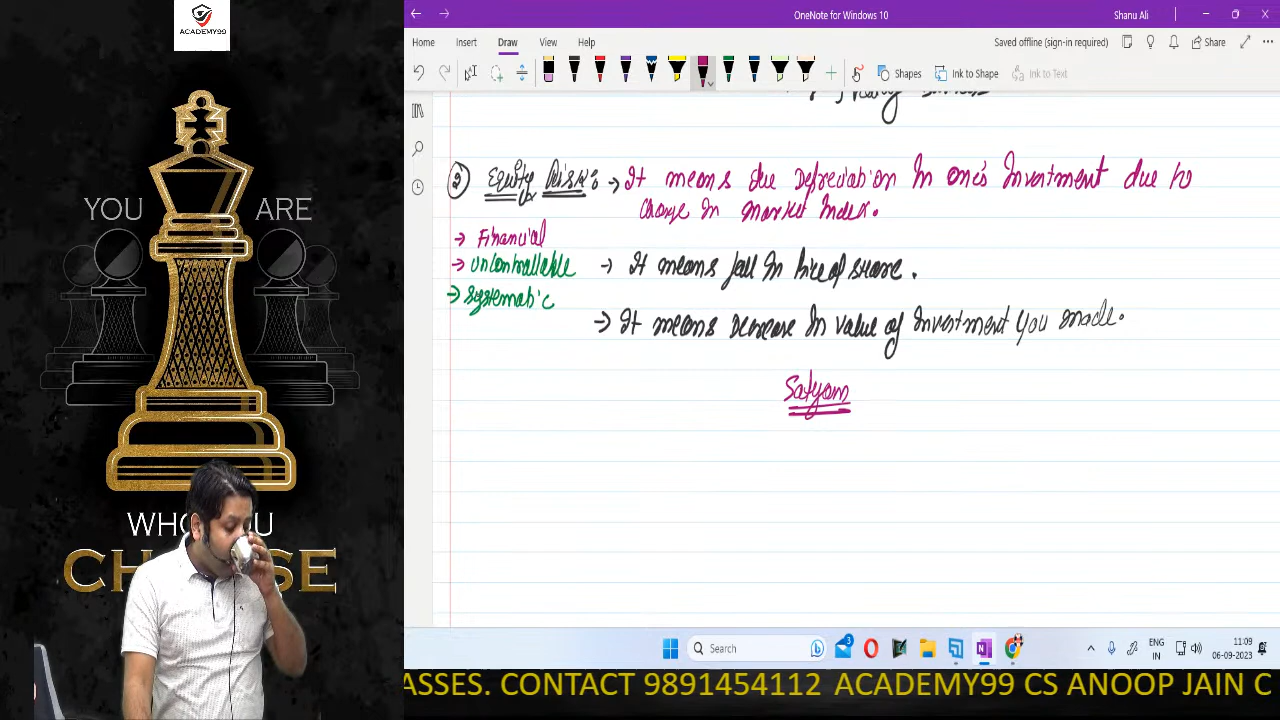 ACADEMY99
YOU ARE
WHO YOU
CHOOSE
OneNote for Windows 10
Shanu Ali
Home Insert Draw View Help
Saved offline (sign-in required)
Share
Shapes Ink to Shape Ink to Text
② Equity Risk: → It means due Depreciation In one's Investment due to
change In market Index.
→ Financial
→ Uncontrollable → It means fall In Price of share.
→ Systematic
→ It means Decrease In value of Investment You made.
Satyam
Search
3
ENG
IN
11:09
06-09-2023
ASSES. CONTACT 9891454112 ACADEMY99 CS ANOOP JAIN C